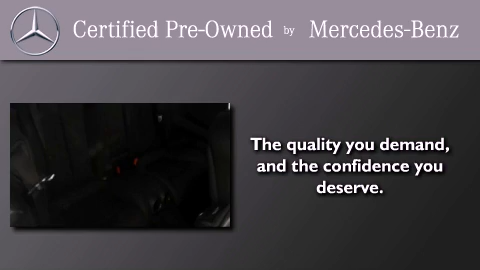 Certified Pre-Owned by Mercedes-Benz
The quality you demand,
and the confidence you
deserve.